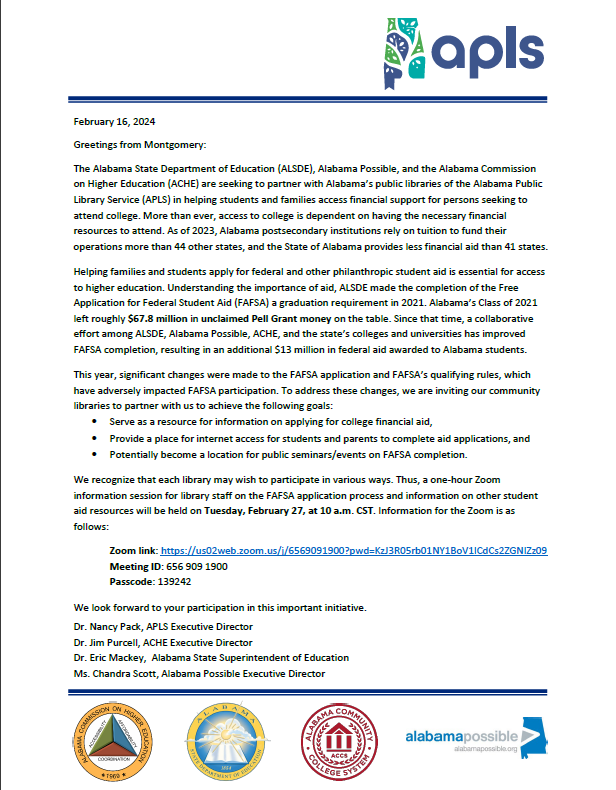 apls
February 16, 2024
Greetings from Montgomery:
The Alabama State Department of Education (ALSDE), Alabama Possible, and the Alabama Commission
on Higher Education (ACHE) are seeking to partner with Alabama's public libraries of the Alabama Public
Library Service (APLS) in helping students and families access financial support for persons seeking to
attend college. More than ever, access to college is dependent on having the necessary financial
resources to attend. As of 2023, Alabama postsecondary institutions rely on tuition to fund their
operations more than 44 other states, and the State of Alabama provides less financial aid than 41 states.
Helping families and students apply for federal and other philanthropic student aid is essential for access
to higher education. Understanding the importance of aid, ALSDE made the completion of the Free
Application for Federal Student Aid (FAFSA) a graduation requirement in 2021. Alabama's Class of 2021
left roughly $67.8 million in unclaimed Pell Grant money on the table. Since that time, a collaborative
effort among ALSDE, Alabama Possible, ACHE, and the state's colleges and universities has improved
FAFSA completion, resulting in an additional $13 million in federal aid awarded to Alabama students.
This year, significant changes were made to the FAFSA application and FAFSA's qualifying rules, which
have adversely impacted FAFSA participation. To address these changes, we are inviting our community
libraries to partner with us to achieve the following goals:
• Serve as a resource for information on applying for college financial aid,
• Provide a place for internet access for students and parents to complete aid applications, and
• Potentially become a location for public seminars/events on FAFSA completion.
We recognize that each library may wish to participate in various ways. Thus, a one-hour Zoom
information session for library staff on the FAFSA application process and information on other student
aid resources will be held on Tuesday, February 27, at 10 a.m. CST. Information for the Zoom is as
follows:
Zoom link: https://us02web.zoom.us/j/6569091900?pwd=KzJ3R05rb01NY1BoV1lCdCs2ZGNlZz09
Meeting ID: 656 909 1900
Passcode: 139242
We look forward to your participation in this important initiative.
Dr. Nancy Pack, APLS Executive Director
Dr. Jim Purcell, ACHE Executive Director
Dr. Eric Mackey, Alabama State Superintendent of Education
Ms. Chandra Scott, Alabama Possible Executive Director
ALABAMA COMMISSION ON HIGHER EDUCATION
ACCESSIBILITY
AFFORDABILITY
COORDINATION
1969
ALABAMA
STATE DEPARTMENT OF EDUCATION
1854
ALABAMA COMMUNITY
ACCS
COLLEGE SYSTEM
alabamapossible
alabamapossible.org